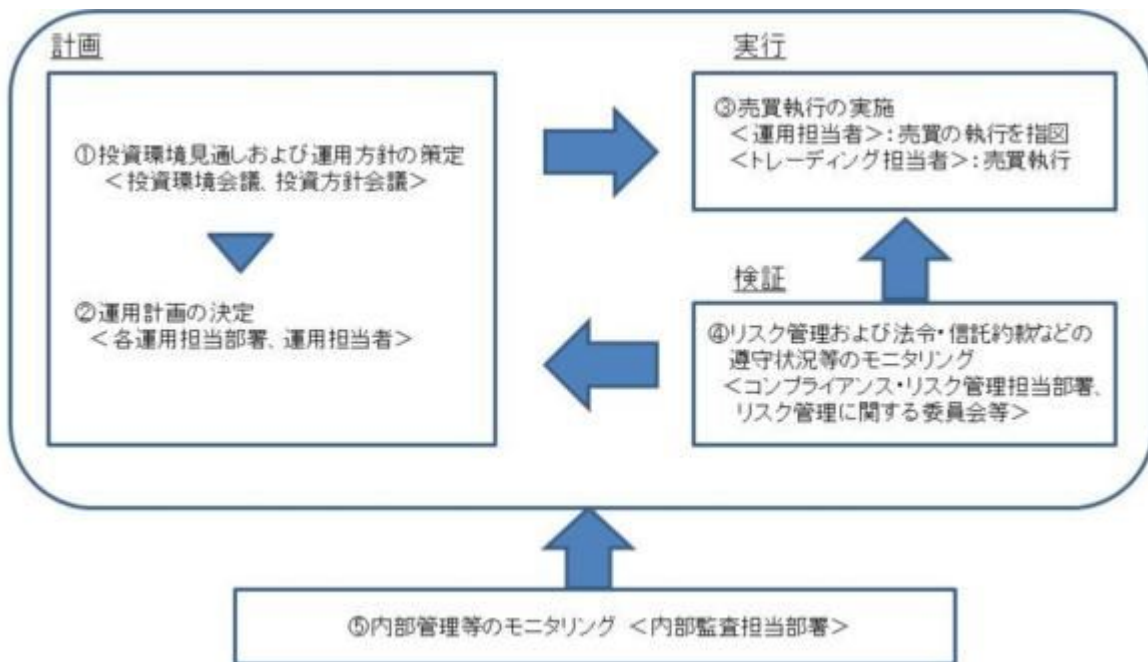 計画
①投資環境見通しおよび運用方針の策定
＜投資環境会議、投資方針会議＞
②運用計画の決定
＜各運用担当部署、運用担当者＞
実行
③売買執行の実施
＜運用担当者＞：売買の執行を指図
＜トレーディング担当者＞：売買執行
検証
④リスク管理および法令・信託約款などの
遵守状況等のモニタリング
＜コンプライアンス・リスク管理担当部署、
リスク管理に関する委員会等＞
⑤内部管理等のモニタリング ＜内部監査担当部署＞